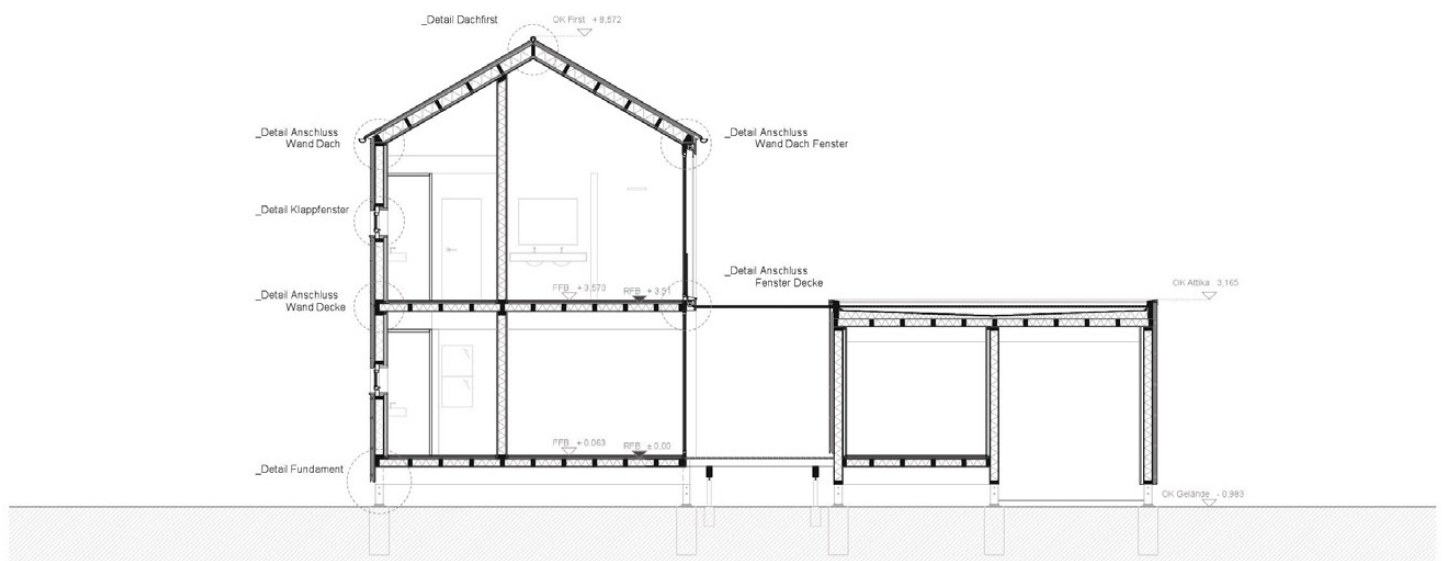 _Detail Dachfirst
OK First + 8,572
_Detail Anschluss
Wand Dach
_Detail Anschluss
Wand Dach Fenster
_Detail Klappfenster
_Detail Anschluss
Fenster Decke
_Detail Anschluss
Wand Decke
FFB + 3,573
RFB + 3,51
OK Attika 3,165
FFB + 0,063
RFB ± 0,00
_Detail Fundament
OK Gelände - 0,983